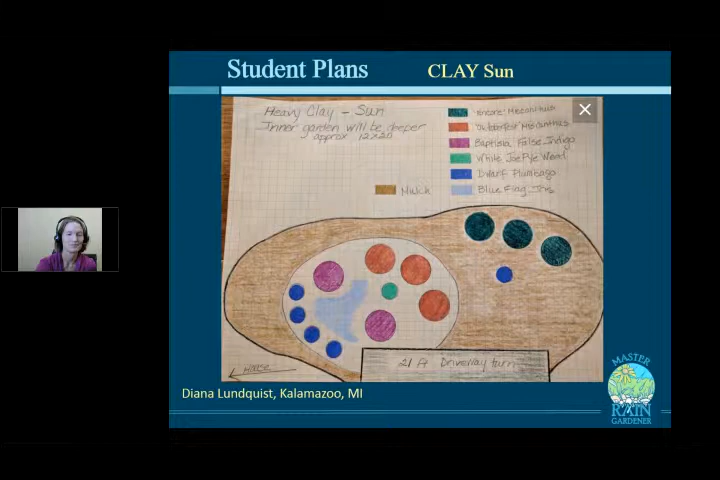 Student Plans
CLAY Sun
Heavy Clay - Sun
Inner garden will be deeper
approx 12x20
Miscanthus
Baptisia False Indigo
White Joe Pye Weed
Dwarf Plumbago
Blue Flag Iris
Mulch
21 ft Driveway turn
House
Diana Lundquist, Kalamazoo, MI
MASTER
RAIN
GARDENER